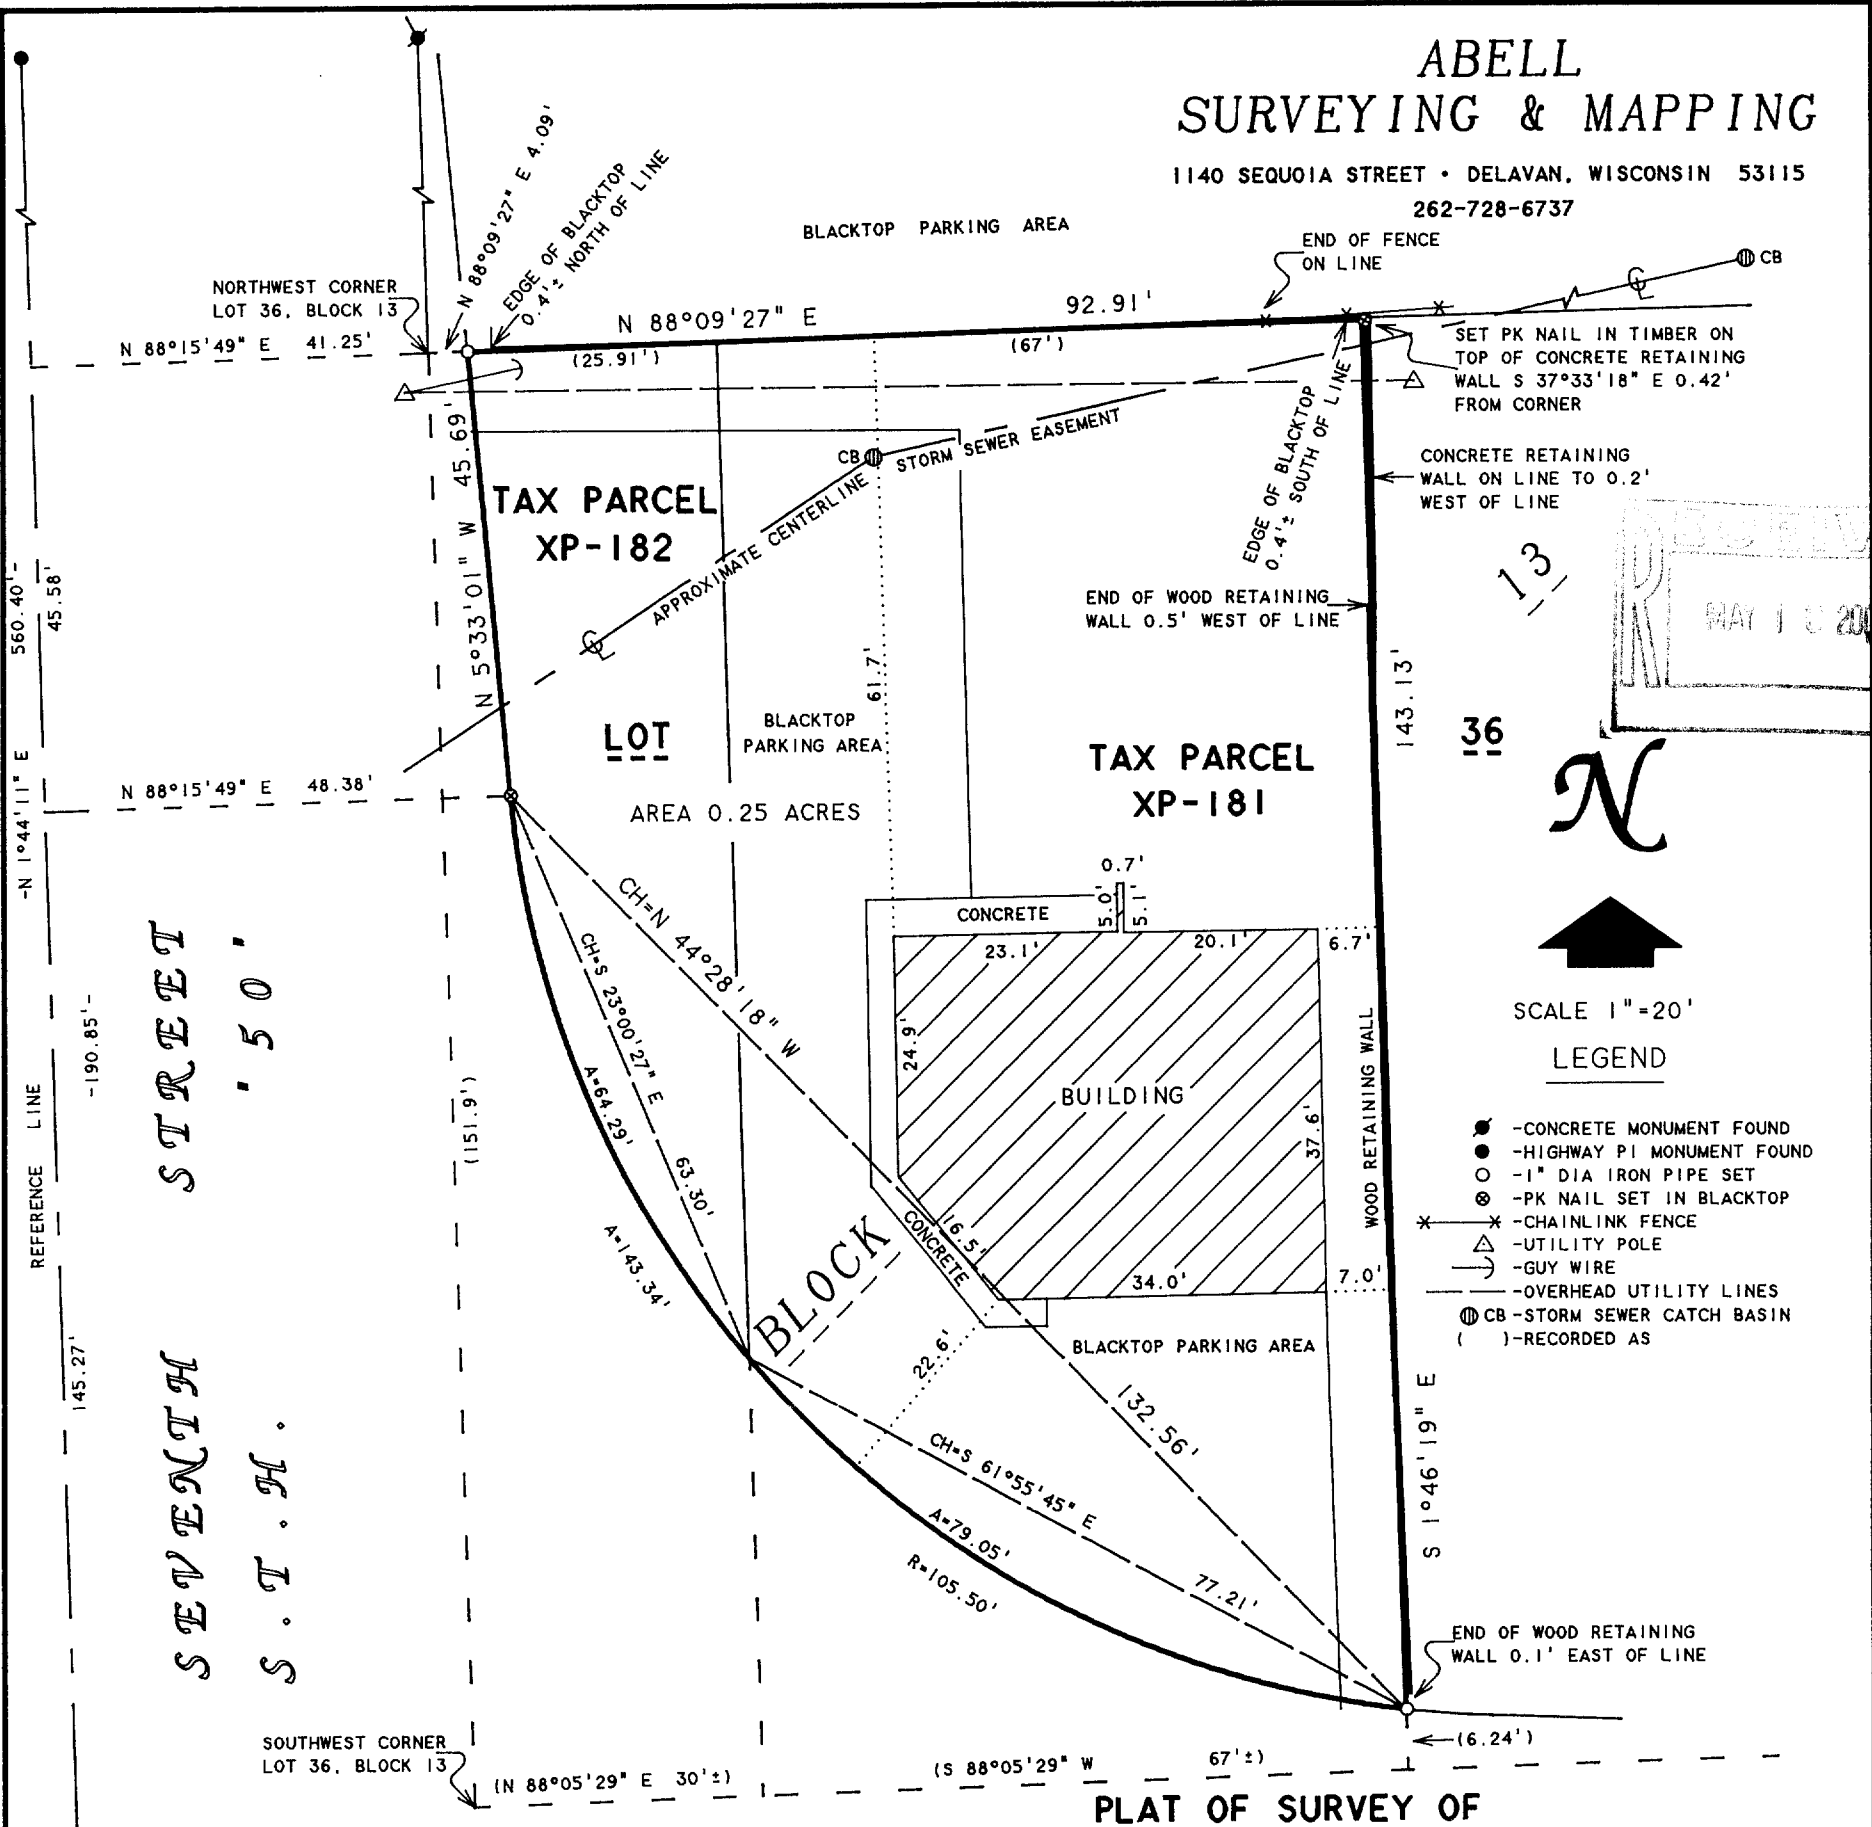 ABELL
SURVEYING & MAPPING
1140 SEQUOIA STREET • DELAVAN, WISCONSIN 53115
262-728-6737
N 88°09'27" E 4.09'
EDGE OF BLACKTOP
0.4'± NORTH OF LINE
BLACKTOP PARKING AREA
END OF FENCE
ON LINE
CB
NORTHWEST CORNER
LOT 36, BLOCK 13
N 88°15'49" E 41.25'
N 88°09'27" E 92.91'
(25.91')
(67')
SET PK NAIL IN TIMBER ON
TOP OF CONCRETE RETAINING
WALL S 37°33'18" E 0.42'
FROM CORNER
CONCRETE RETAINING
WALL ON LINE TO 0.2'
WEST OF LINE
EDGE OF BLACKTOP
0.4'± SOUTH OF LINE
CB
STORM SEWER EASEMENT
APPROXIMATE CENTERLINE
TAX PARCEL
XP-182
N 5°33'01" W 45.69'
560.40'-
45.58'
END OF WOOD RETAINING
WALL 0.5' WEST OF LINE
13
MAY 1
61.7'
143.13'
LOT
BLACKTOP
PARKING AREA
TAX PARCEL
XP-181
36
N
-N 1°44'11" E
N 88°15'49" E 48.38'
AREA 0.25 ACRES
CH=N 44°28'18" W
CH=S 23°00'27" E
63.30'
A=64.29'
A=143.34'
0.7'
5.0'
5.1'
CONCRETE
23.1'
20.1'
6.7'
24.9'
BUILDING
37.6'
WOOD RETAINING WALL
16.5'
CONCRETE
34.0'
7.0'
SCALE 1"=20'
LEGEND
-CONCRETE MONUMENT FOUND
-HIGHWAY PI MONUMENT FOUND
-1" DIA IRON PIPE SET
-PK NAIL SET IN BLACKTOP
-CHAINLINK FENCE
-UTILITY POLE
-GUY WIRE
-OVERHEAD UTILITY LINES
CB -STORM SEWER CATCH BASIN
( )-RECORDED AS
REFERENCE LINE
-190.85'-
145.27'
SEVENTH STREET
S.T.H. "50"
(151.9')
BLOCK
22.6'
BLACKTOP PARKING AREA
132.56'
CH=S 61°55'45" E
77.21'
A=79.05'
R=105.50'
S 1°46'19" E
END OF WOOD RETAINING
WALL 0.1' EAST OF LINE
(6.24')
SOUTHWEST CORNER
LOT 36, BLOCK 13
(N 88°05'29" E 30'±)
(S 88°05'29" W 67'±)
PLAT OF SURVEY OF